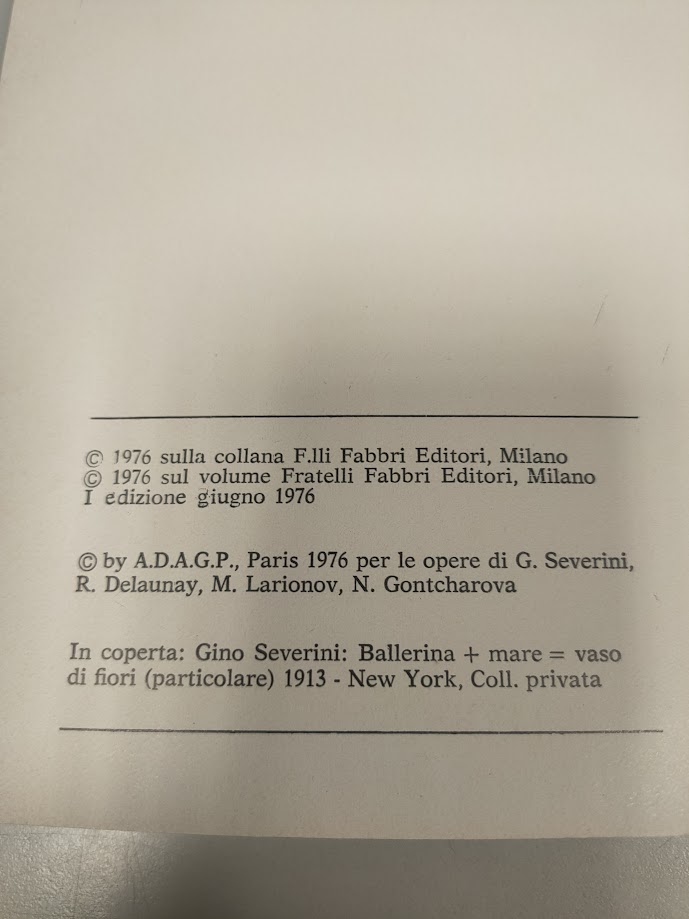 © 1976 sulla collana F.lli Fabbri Editori, Milano
© 1976 sul volume Fratelli Fabbri Editori, Milano
I edizione giugno 1976
© by A.D.A.G.P., Paris 1976 per le opere di G. Severini,
R. Delaunay, M. Larionov, N. Gontcharova
In coperta: Gino Severini: Ballerina + mare = vaso
di fiori (particolare) 1913 - New York, Coll. privata